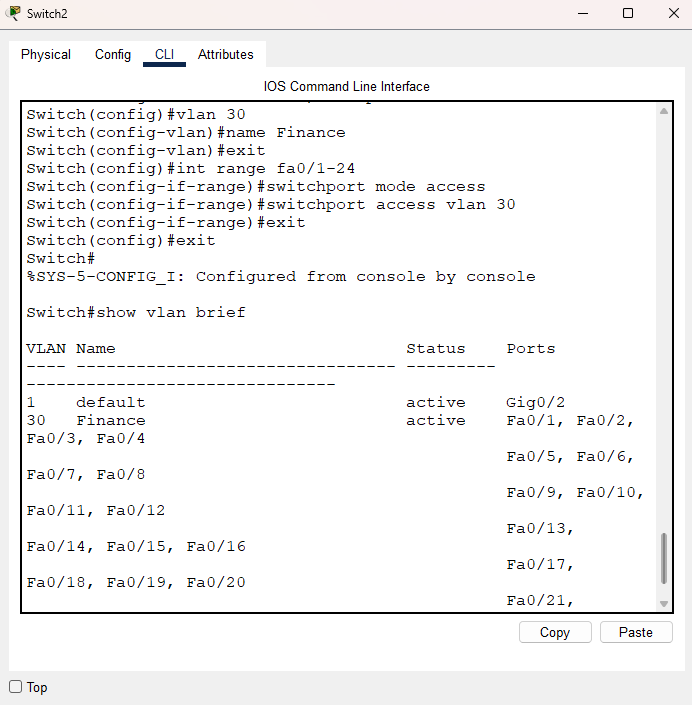 Switch2
Physical Config CLI Attributes
IOS Command Line Interface
Switch(config)#vlan 30
Switch(config-vlan)#name Finance
Switch(config-vlan)#exit
Switch(config)#int range fa0/1-24
Switch(config-if-range)#switchport mode access
Switch(config-if-range)#switchport access vlan 30
Switch(config-if-range)#exit
Switch(config)#exit
Switch#
%SYS-5-CONFIG_I: Configured from console by console
Switch#show vlan brief
VLAN Name                             Status    Ports
---- -------------------------------- ---------
-------------------------------
1    default                          active    Gig0/2
30   Finance                          active    Fa0/1, Fa0/2,
Fa0/3, Fa0/4
                                                Fa0/5, Fa0/6,
Fa0/7, Fa0/8
                                                Fa0/9, Fa0/10,
Fa0/11, Fa0/12
                                                Fa0/13,
Fa0/14, Fa0/15, Fa0/16
                                                Fa0/17,
Fa0/18, Fa0/19, Fa0/20
                                                Fa0/21,
Copy Paste
Top